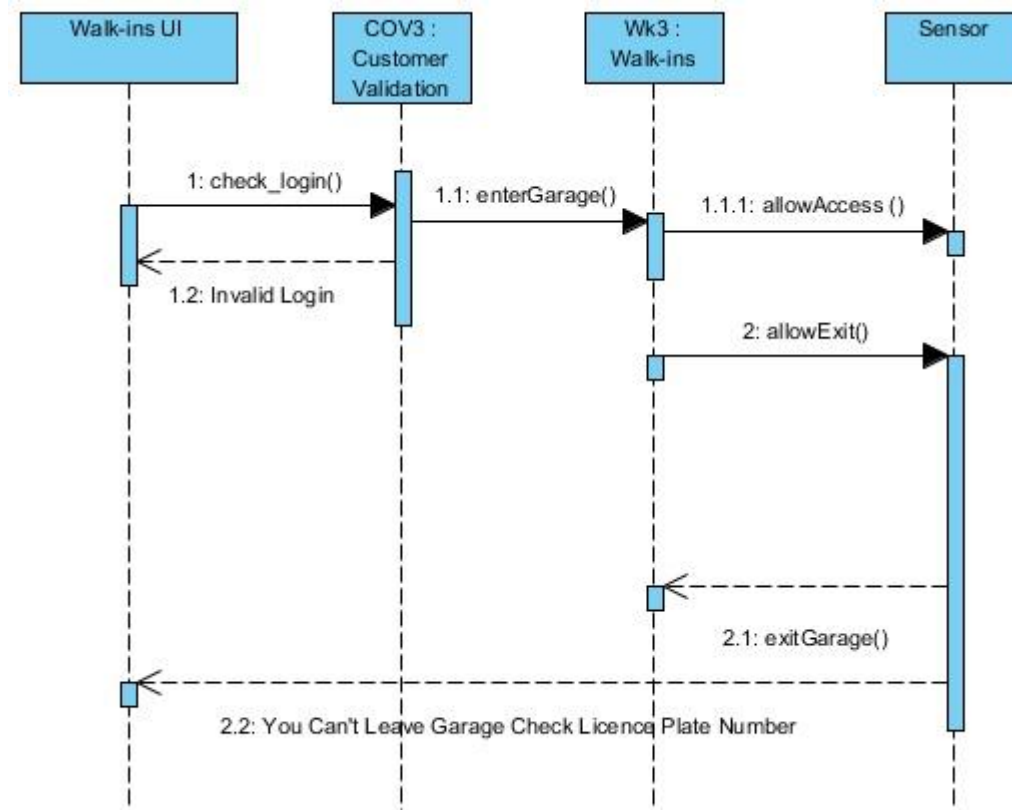 Walk-ins UI
COV3 :
Customer
Validation
Wk3 :
Walk-ins
Sensor
1: check_login()
1.1: enterGarage()
1.1.1: allowAccess ()
1.2: Invalid Login
2: allowExit()
2.1: exitGarage()
2.2: You Can't Leave Garage Check Licence Plate Number